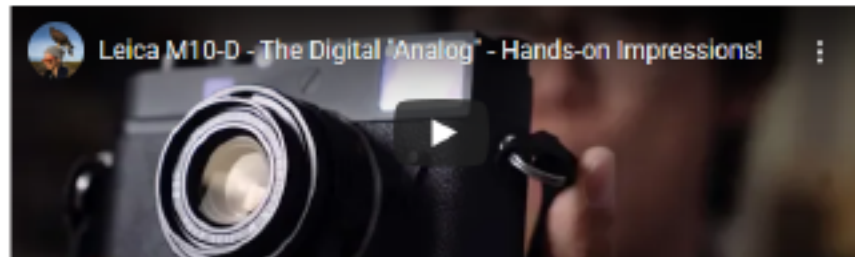 Leica M10-D - The Digital "Analog" - Hands-on Impressions!